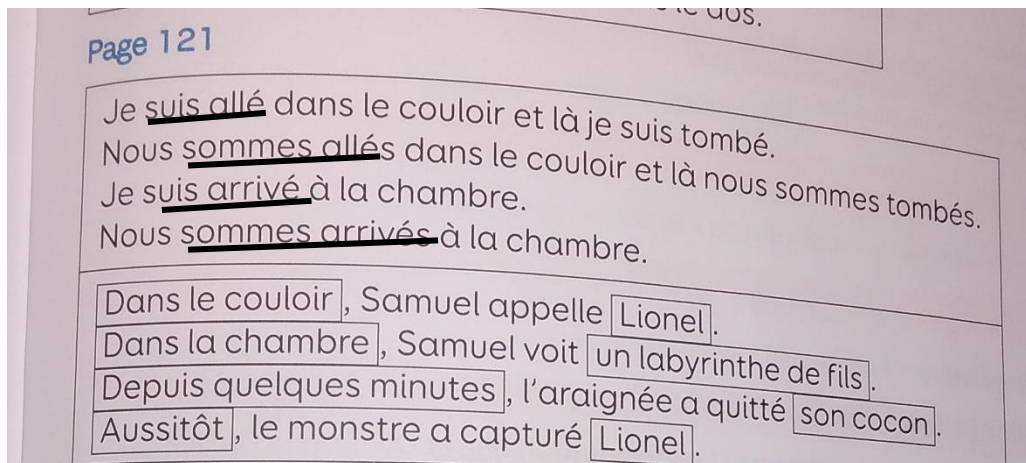 dos.
Page 121
Je suis allé dans le couloir et là je suis tombé.
Nous sommes allés dans le couloir et là nous sommes tombés.
Je suis arrivé à la chambre.
Nous sommes arrivés à la chambre.
Dans le couloir, Samuel appelle Lionel.
Dans la chambre, Samuel voit un labyrinthe de fils.
Depuis quelques minutes, l'araignée a quitté son cocon.
Aussitôt, le monstre a capturé Lionel.